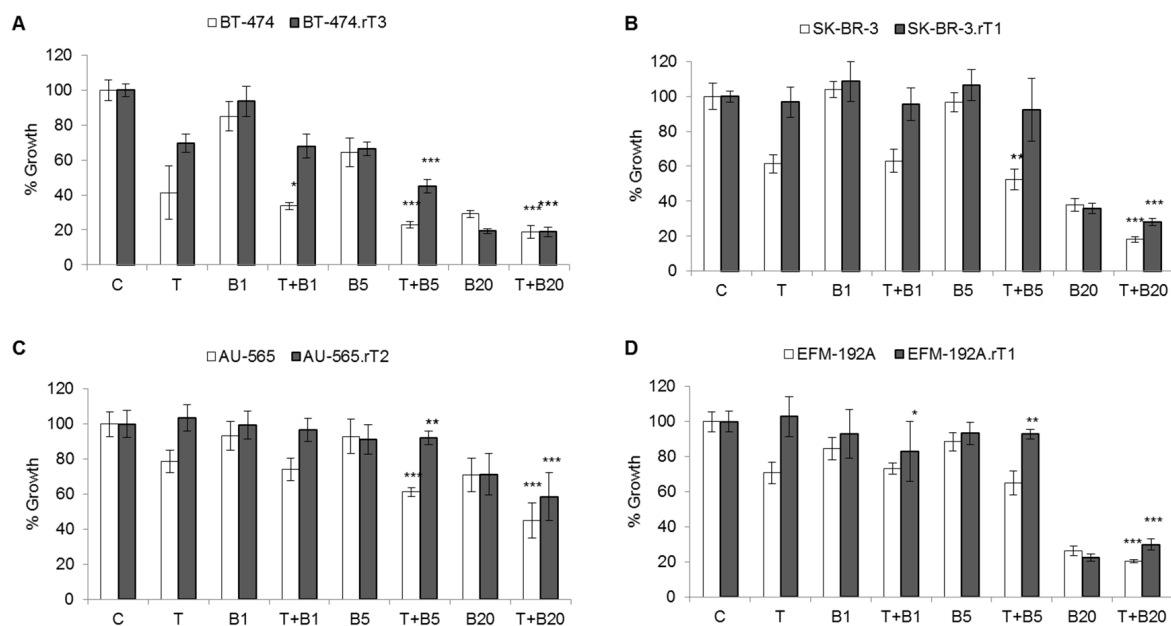 A
BT-474 BT-474.rT3
120
100
80
60
40
20
0
% Growth
* *** *** *** ***
C T B1 T+B1 B5 T+B5 B20 T+B20
B
SK-BR-3 SK-BR-3.rT1
120
100
80
60
40
20
0
% Growth
** *** ***
C T B1 T+B1 B5 T+B5 B20 T+B20
C
AU-565 AU-565.rT2
120
100
80
60
40
20
0
% Growth
*** ** *** ***
C T B1 T+B1 B5 T+B5 B20 T+B20
D
EFM-192A EFM-192A.rT1
120
100
80
60
40
20
0
% Growth
* ** *** ***
C T B1 T+B1 B5 T+B5 B20 T+B20